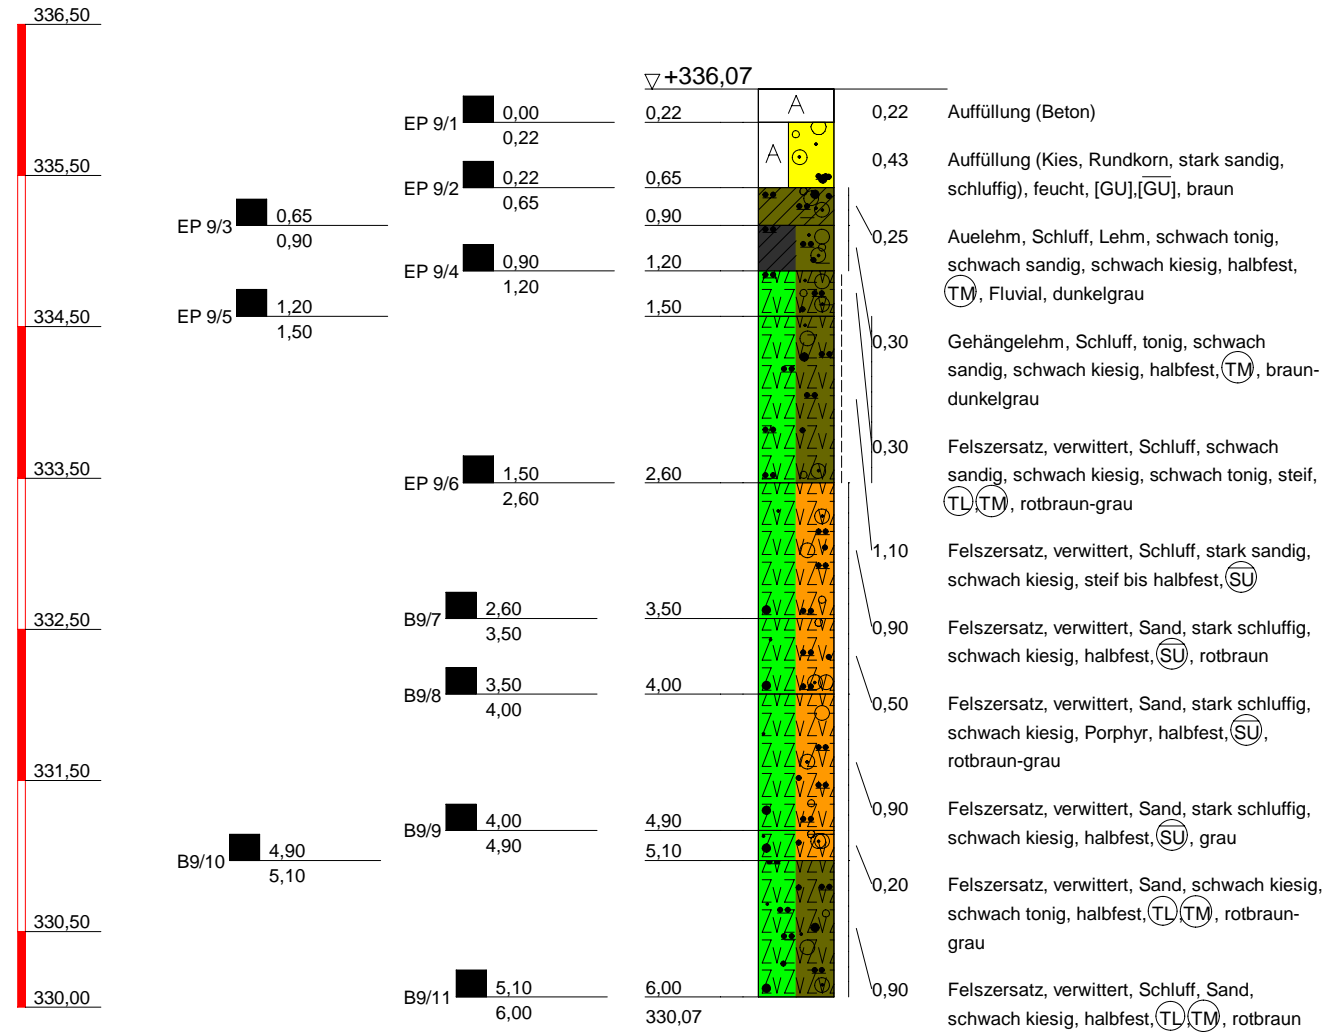 336,50
335,50
334,50
333,50
332,50
331,50
330,50
330,00
EP 9/1 0,00
0,22
EP 9/2 0,22
0,65
EP 9/3 0,65
0,90
EP 9/4 0,90
1,20
EP 9/5 1,20
1,50
EP 9/6 1,50
2,60
B9/7 2,60
3,50
B9/8 3,50
4,00
B9/9 4,00
4,90
B9/10 4,90
5,10
B9/11 5,10
6,00
+336,07
0,22
0,65
0,90
1,20
1,50
2,60
3,50
4,00
4,90
5,10
6,00
330,07
A
A
0,22 Auffüllung (Beton)
0,43 Auffüllung (Kies, Rundkorn, stark sandig,
schluffig), feucht, [GU],[G̅U̅], braun
0,25 Auelehm, Schluff, Lehm, schwach tonig,
schwach sandig, schwach kiesig, halbfest,
TM, Fluvial, dunkelgrau
0,30 Gehängelehm, Schluff, tonig, schwach
sandig, schwach kiesig, halbfest, TM, braun-
dunkelgrau
0,30 Felszersatz, verwittert, Schluff, schwach
sandig, schwach kiesig, schwach tonig, steif,
TL,TM, rotbraun-grau
1,10 Felszersatz, verwittert, Schluff, stark sandig,
schwach kiesig, steif bis halbfest, S̅U̅
0,90 Felszersatz, verwittert, Sand, stark schluffig,
schwach kiesig, halbfest, S̅U̅, rotbraun
0,50 Felszersatz, verwittert, Sand, stark schluffig,
schwach kiesig, Porphyr, halbfest, S̅U̅,
rotbraun-grau
0,90 Felszersatz, verwittert, Sand, stark schluffig,
schwach kiesig, halbfest, S̅U̅, grau
0,20 Felszersatz, verwittert, Sand, schwach kiesig,
schwach tonig, halbfest, TL,TM, rotbraun-
grau
0,90 Felszersatz, verwittert, Schluff, Sand,
schwach kiesig, halbfest, TL,TM, rotbraun